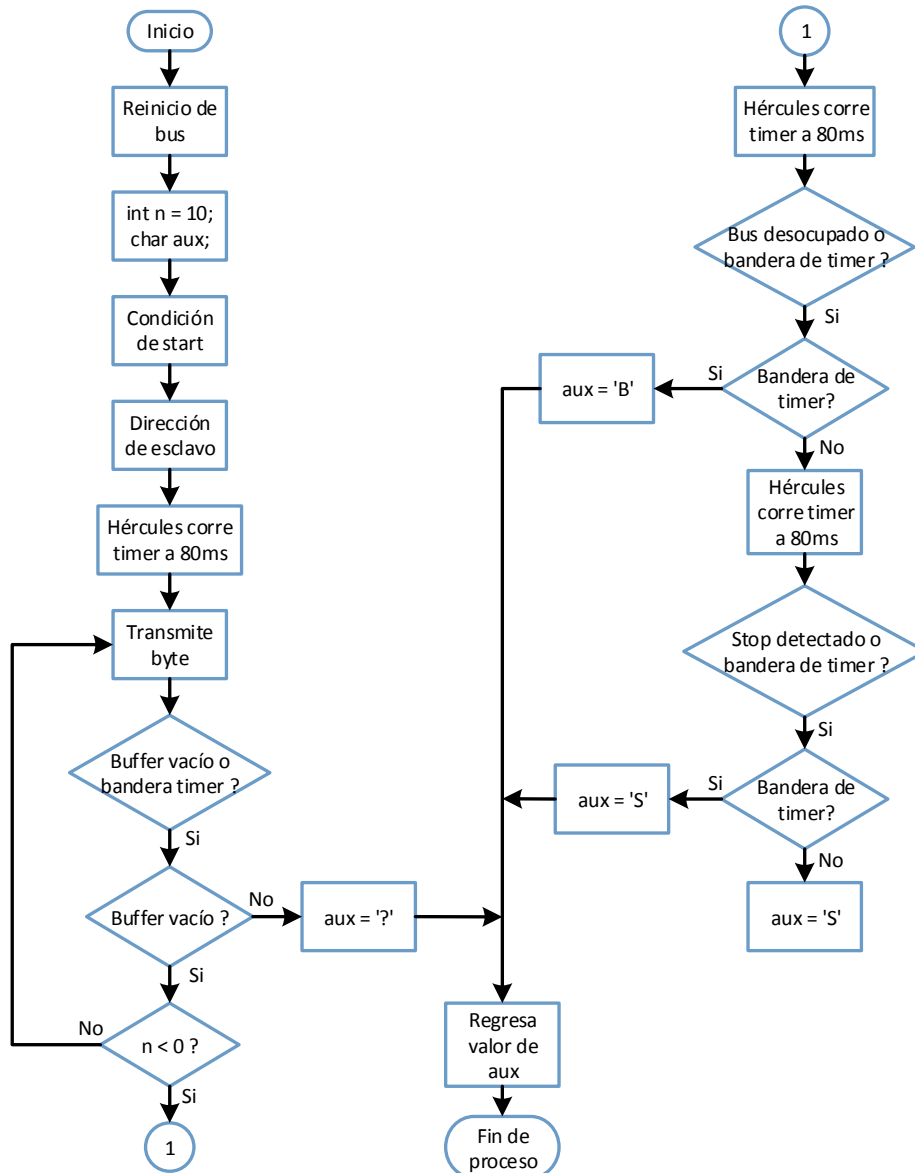 Inicio
Reinicio de
bus
int n = 10;
char aux;
Condición
de start
Dirección
de esclavo
Hércules corre
timer a 80ms
Transmite
byte
Buffer vacío o
bandera timer ?
Si
Buffer vacío ?
No
aux = '?'
Si
n < 0 ?
No
Si
1
1
Hércules corre
timer a 80ms
Bus desocupado o
bandera de timer ?
Si
Bandera de
timer?
Si
aux = 'B'
No
Hércules
corre timer
a 80ms
Stop detectado o
bandera de timer ?
Si
Bandera de
timer?
Si
aux = 'S'
No
aux = 'S'
Regresa
valor de
aux
Fin de
proceso